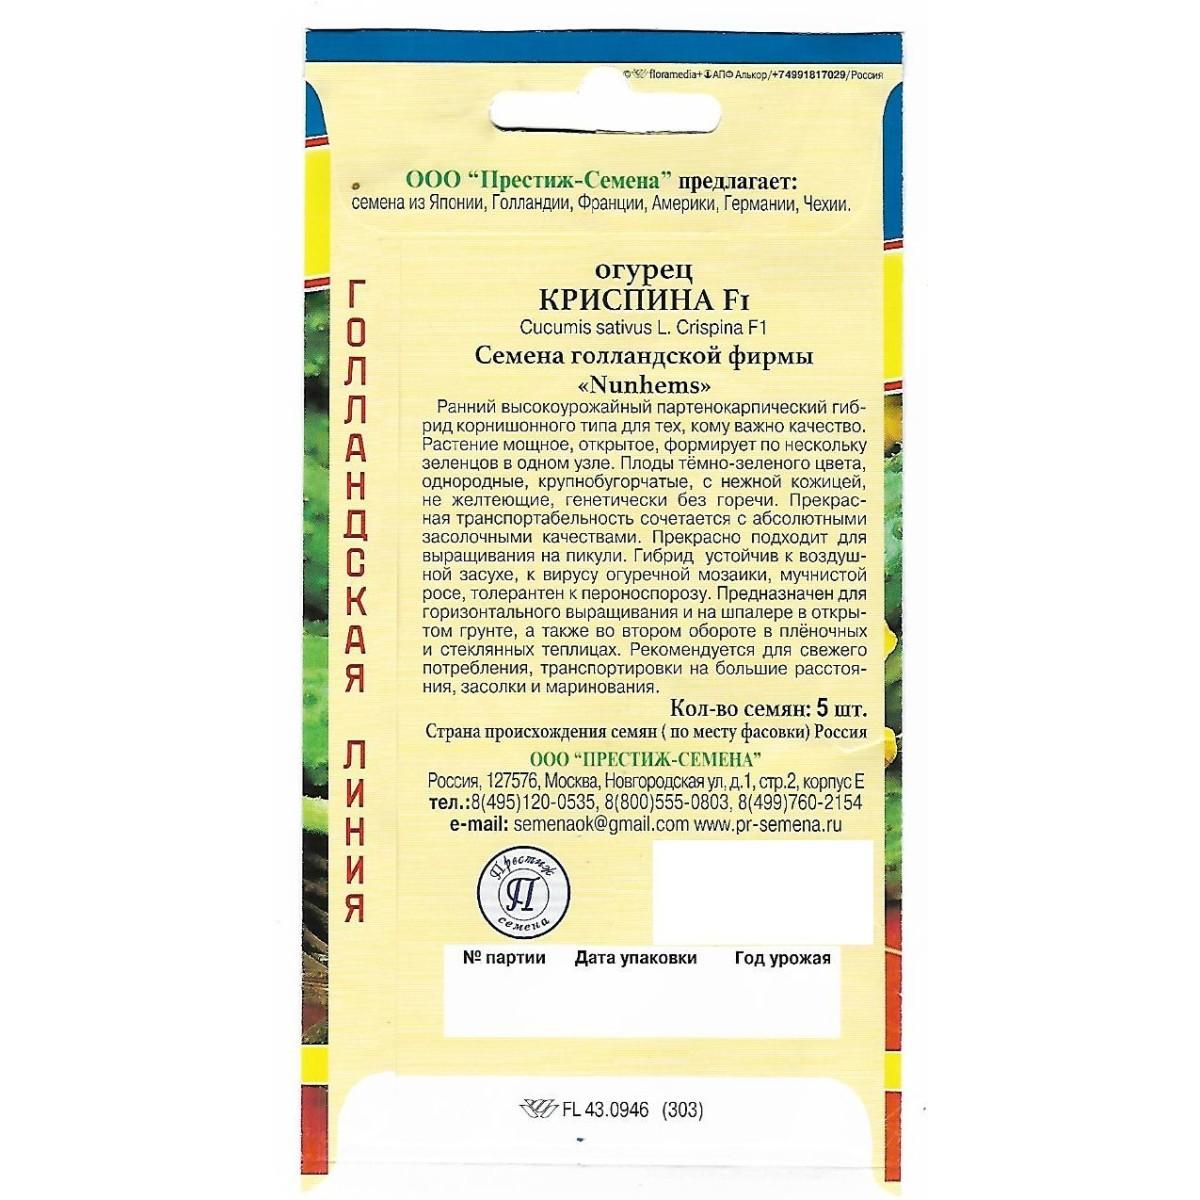 © floramedia+ АПФ Алькор/+74991817029/Россия
ООО “Престиж-Семена” предлагает:
семена из Японии, Голландии, Франции, Америки, Германии, Чехии.
ГОЛЛАНДСКАЯ ЛИНИЯ
огурец
КРИСПИНА F1
Cucumis sativus L. Crispina F1
Семена голландской фирмы
«Nunhems»
Ранний высокоурожайный партенокарпический гиб-
рид корнишонного типа для тех, кому важно качество.
Растение мощное, открытое, формирует по нескольку
зеленцов в одном узле. Плоды тёмно-зеленого цвета,
однородные, крупнобугорчатые, с нежной кожицей,
не желтеющие, генетически без горечи. Прекрас-
ная транспортабельность сочетается с абсолютными
засолочными качествами. Прекрасно подходит для
выращивания на пикули. Гибрид устойчив к воздуш-
ной засухе, к вирусу огуречной мозаики, мучнистой
росе, толерантен к пероноспорозу. Предназначен для
горизонтального выращивания и на шпалере в откры-
том грунте, а также во втором обороте в плёночных
и стеклянных теплицах. Рекомендуется для свежего
потребления, транспортировки на большие расстоя-
ния, засолки и маринования.
Кол-во семян: 5 шт.
Страна происхождения семян ( по месту фасовки) Россия
ООО “ПРЕСТИЖ-СЕМЕНА”
Россия, 127576, Москва, Новгородская ул, д.1, стр.2, корпус Е
тел.:8(495)120-0535, 8(800)555-0803, 8(499)760-2154
e-mail: semenaok@gmail.com www.pr-semena.ru
Престиж
П
семена
№ партии Дата упаковки Год урожая
FL 43.0946 (303)